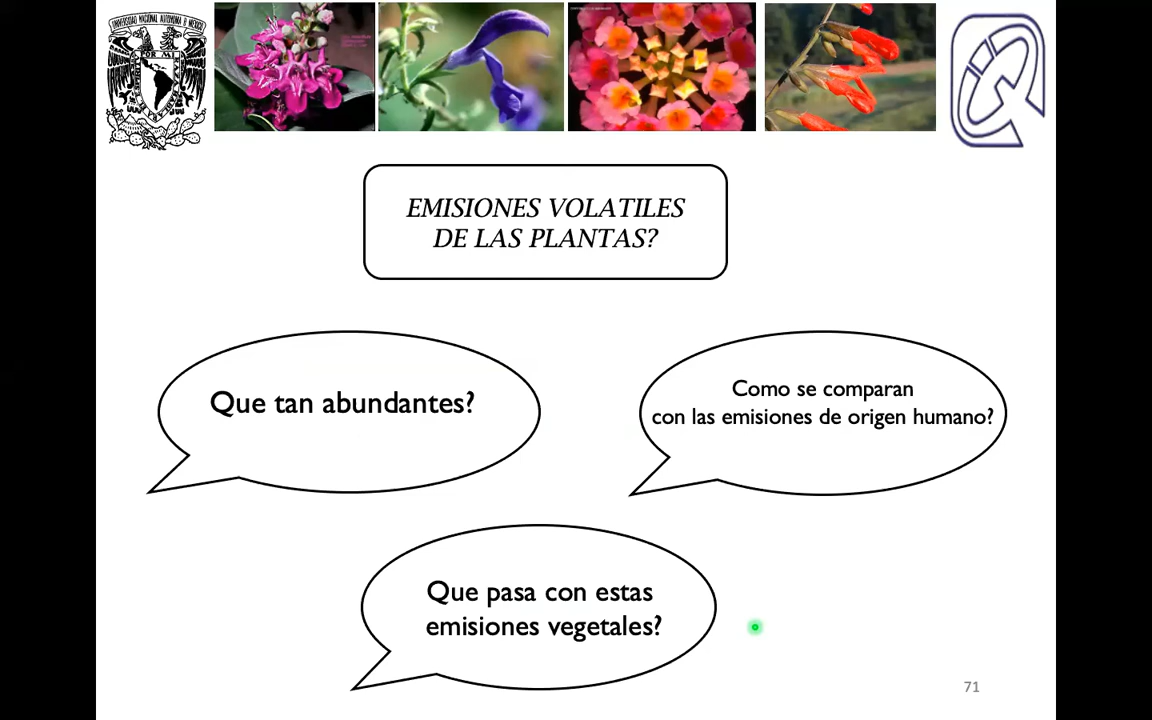 EMISIONES VOLATILES
DE LAS PLANTAS?
Que tan abundantes?
Como se comparan
con las emisiones de origen humano?
Que pasa con estas
emisiones vegetales?
71